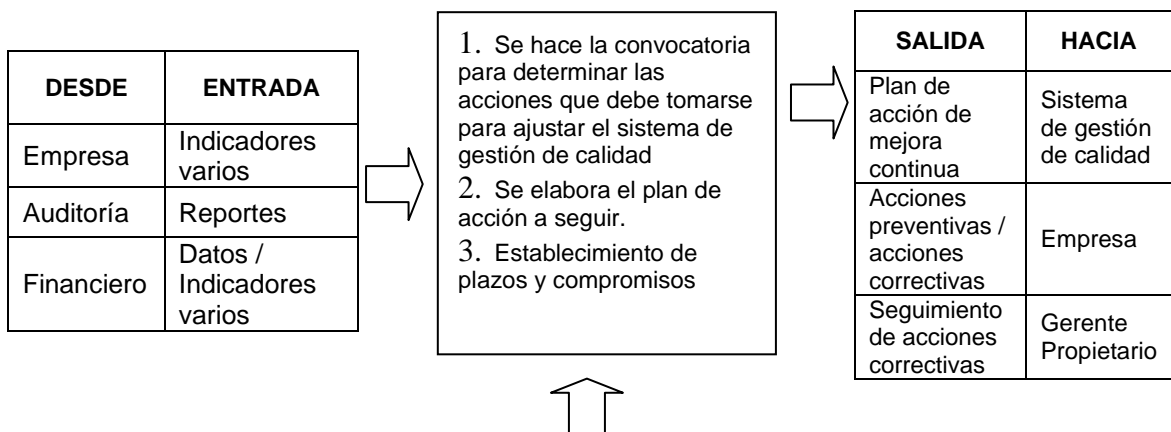 DESDE ENTRADA
Empresa Indicadores
varios
Auditoría Reportes
Financiero Datos /
Indicadores
varios
1. Se hace la convocatoria
para determinar las
acciones que debe tomarse
para ajustar el sistema de
gestión de calidad
2. Se elabora el plan de
acción a seguir.
3. Establecimiento de
plazos y compromisos
SALIDA HACIA
Plan de
acción de
mejora
continua
Sistema
de gestión
de calidad
Acciones
preventivas /
acciones
correctivas
Empresa
Seguimiento
de acciones
correctivas
Gerente
Propietario